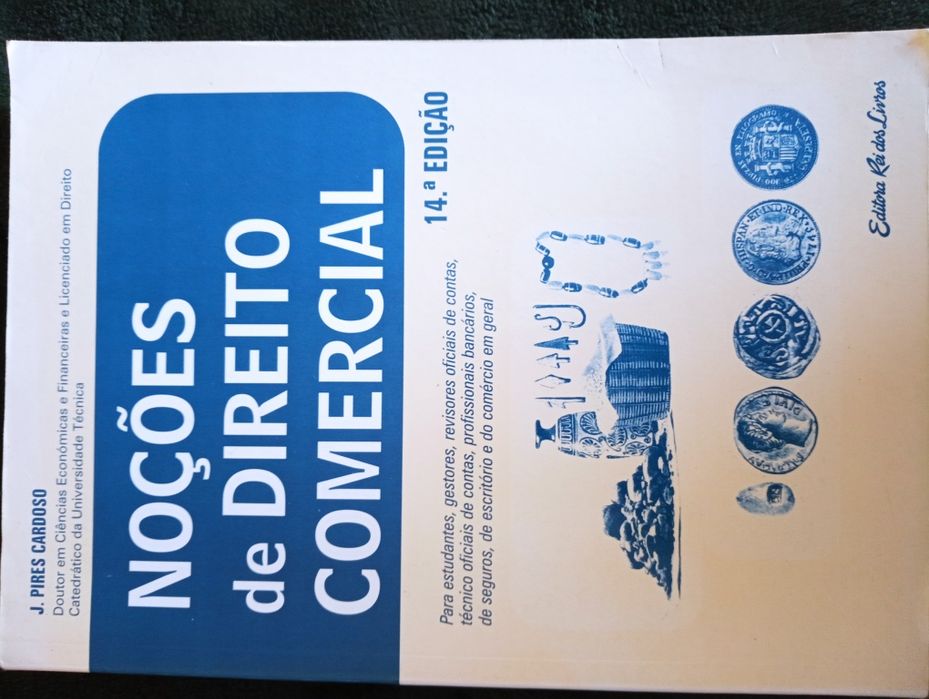 J. PIRES CARDOSO
Doutor em Ciências Económicas e Financeiras e Licenciado em Direito
Catedrático da Universidade Técnica
NOÇÕES
de DIREITO
COMERCIAL
14.ª EDIÇÃO
Para estudantes, gestores, revisores oficiais de contas,
técnico oficiais de contas, profissionais bancários,
de seguros, de escritório e do comércio em geral
Editora Rei dos Livros